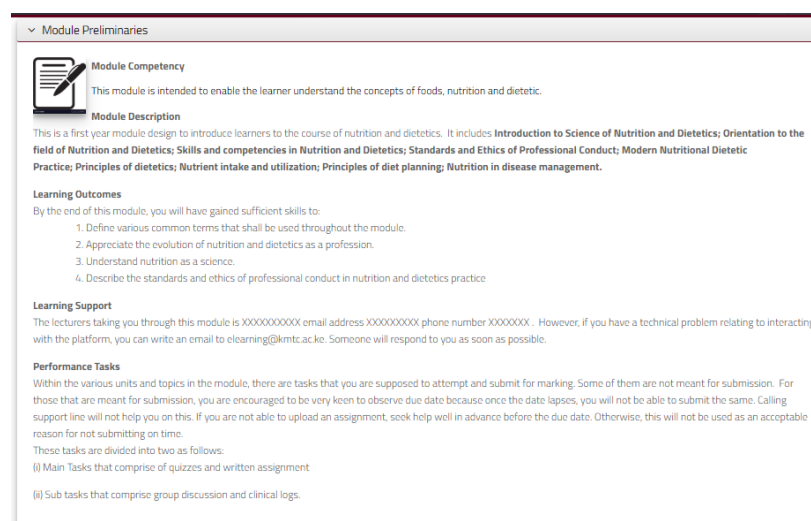 Module Preliminaries
Module Competency
This module is intended to enable the learner understand the concepts of foods, nutrition and dietetic.
Module Description
This is a first year module design to introduce learners to the course of nutrition and dietetics. It includes Introduction to Science of Nutrition and Dietetics; Orientation to the
field of Nutrition and Dietetics; Skills and competencies in Nutrition and Dietetics; Standards and Ethics of Professional Conduct; Modern Nutritional Dietetic
Practice; Principles of dietetics; Nutrient intake and utilization; Principles of diet planning; Nutrition in disease management.
Learning Outcomes
By the end of this module, you will have gained sufficient skills to:
1. Define various common terms that shall be used throughout the module.
2. Appreciate the evolution of nutrition and dietetics as a profession.
3. Understand nutrition as a science.
4. Describe the standards and ethics of professional conduct in nutrition and dietetics practice
Learning Support
The lecturers taking you through this module is XXXXXXXXXX email address XXXXXXXXX phone number XXXXXXX . However, if you have a technical problem relating to interacting
with the platform, you can write an email to elearning@kmtc.ac.ke. Someone will respond to you as soon as possible.
Performance Tasks
Within the various units and topics in the module, there are tasks that you are supposed to attempt and submit for marking. Some of them are not meant for submission. For
those that are meant for submission, you are encouraged to be very keen to observe due date because once the date lapses, you will not be able to submit the same. Calling
support line will not help you on this. If you are not able to upload an assignment, seek help well in advance before the due date. Otherwise, this will not be used as an acceptable
reason for not submitting on time.
These tasks are divided into two as follows:
(i) Main Tasks that comprise of quizzes and written assignment
(ii) Sub tasks that comprise group discussion and clinical logs.